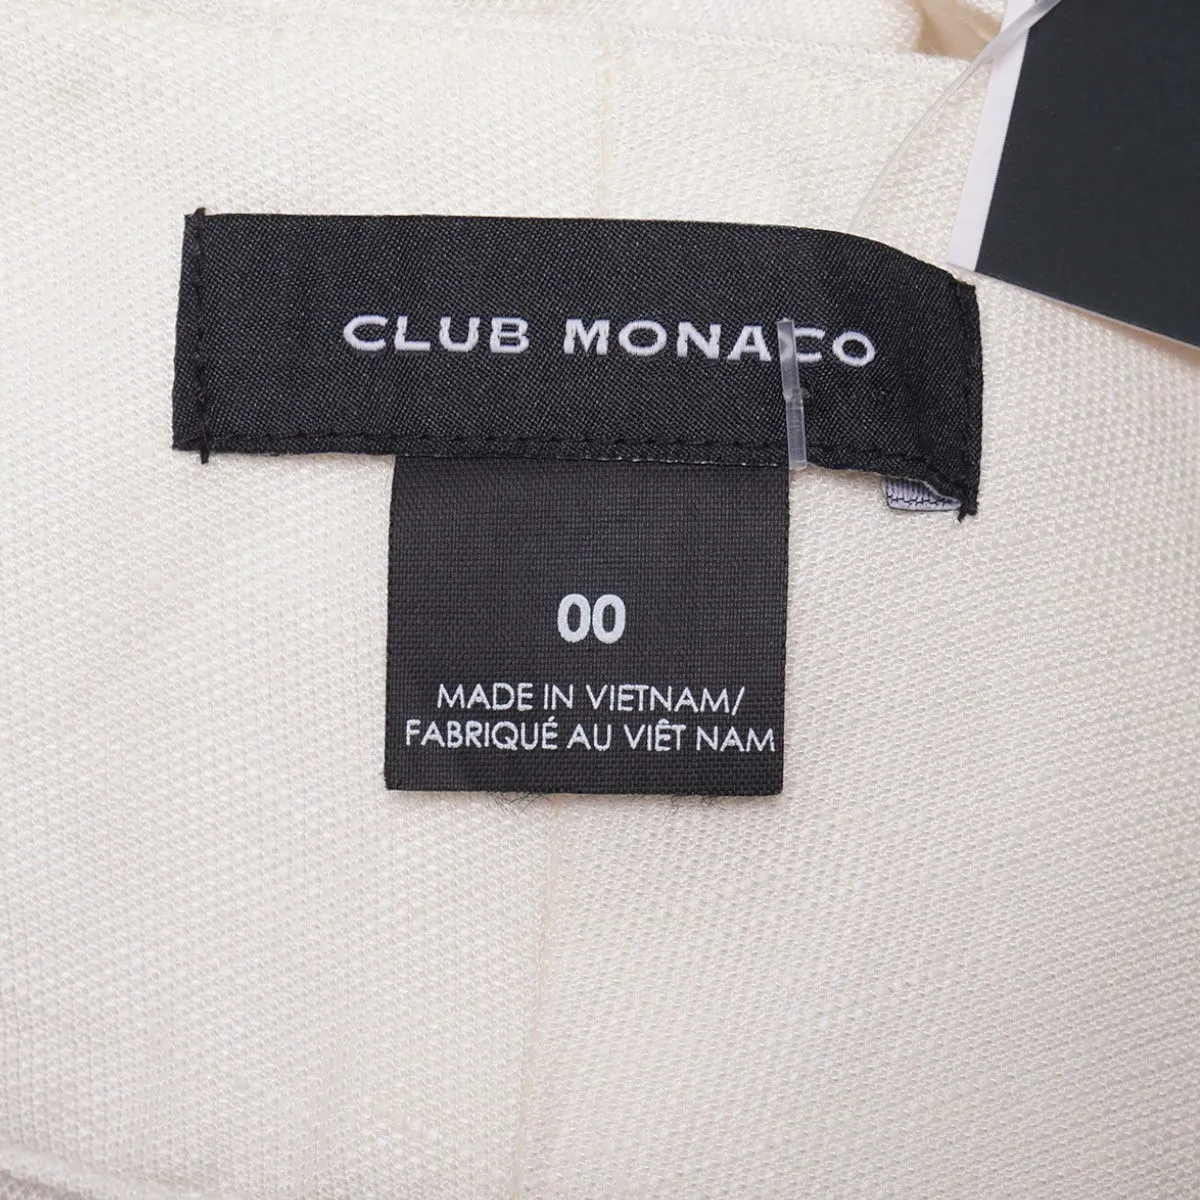 CLUB MONACO
00
MADE IN VIETNAM/
FABRIQUÉ AU VIÊT NAM